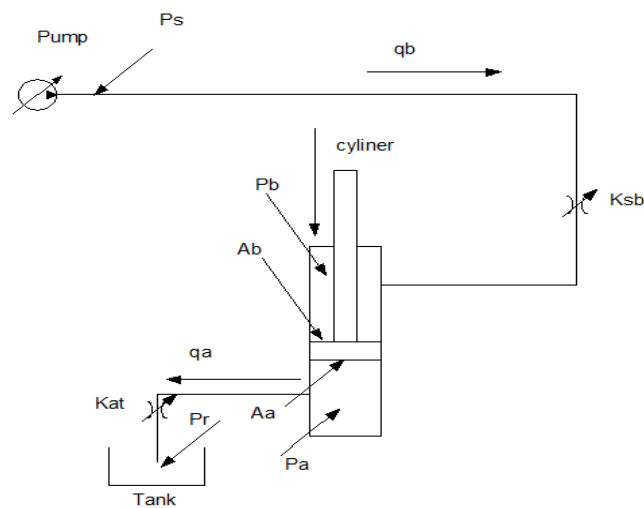 Ps
Pump
qb
cyliner
Pb
Ksb
Ab
qa
Kat
Pr
Aa
Pa
Tank